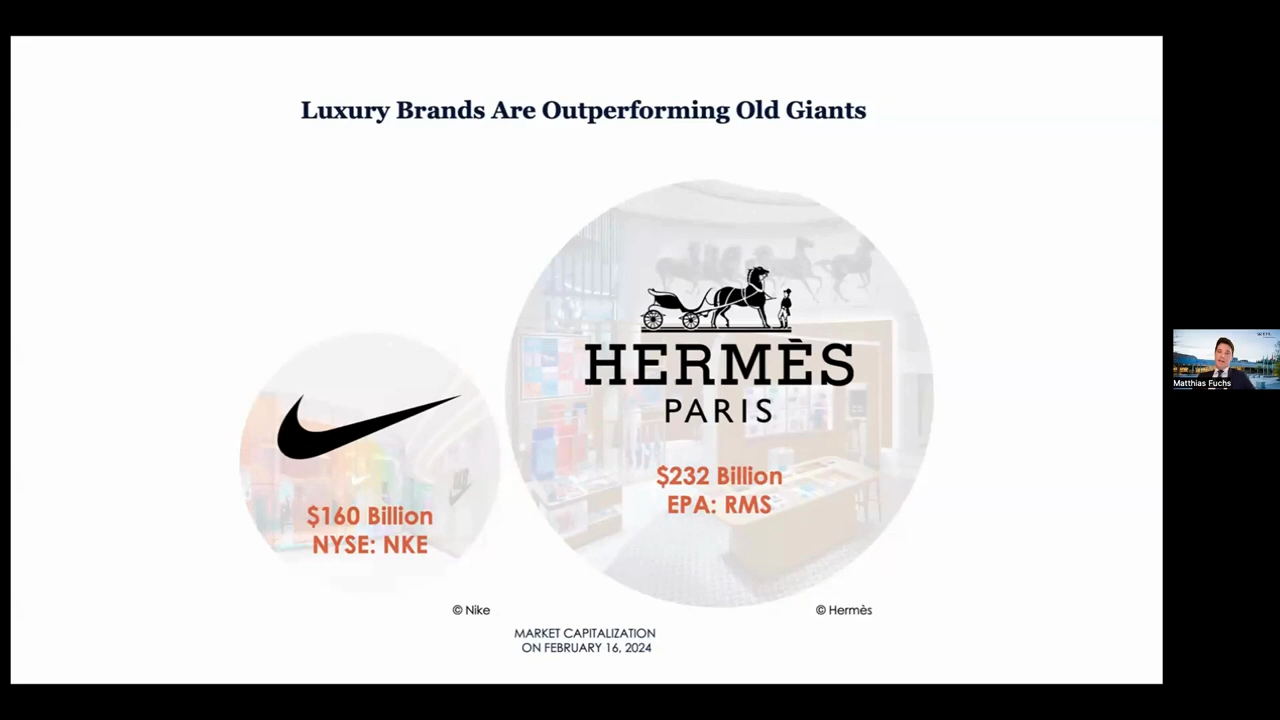 Luxury Brands Are Outperforming Old Giants
HERMÈS
PARIS
$232 Billion
EPA: RMS
$160 Billion
NYSE: NKE
© Nike
© Hermès
MARKET CAPITALIZATION
ON FEBRUARY 16, 2024
Matthias Fuchs